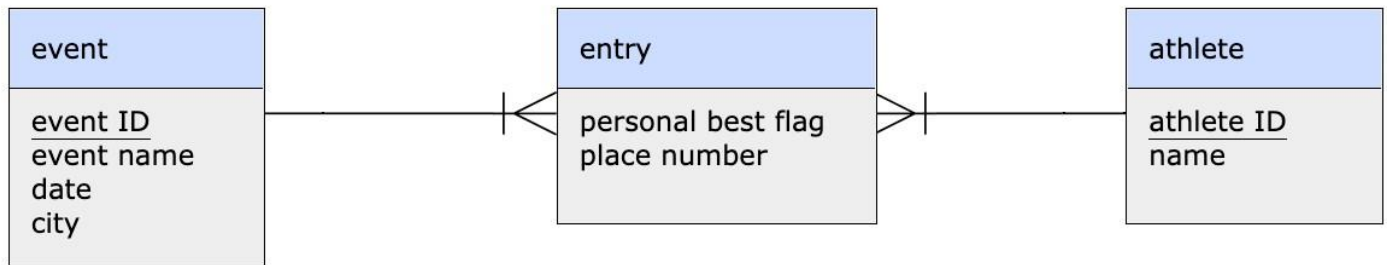 event
event ID
event name
date
city
entry
personal best flag
place number
athlete
athlete ID
name